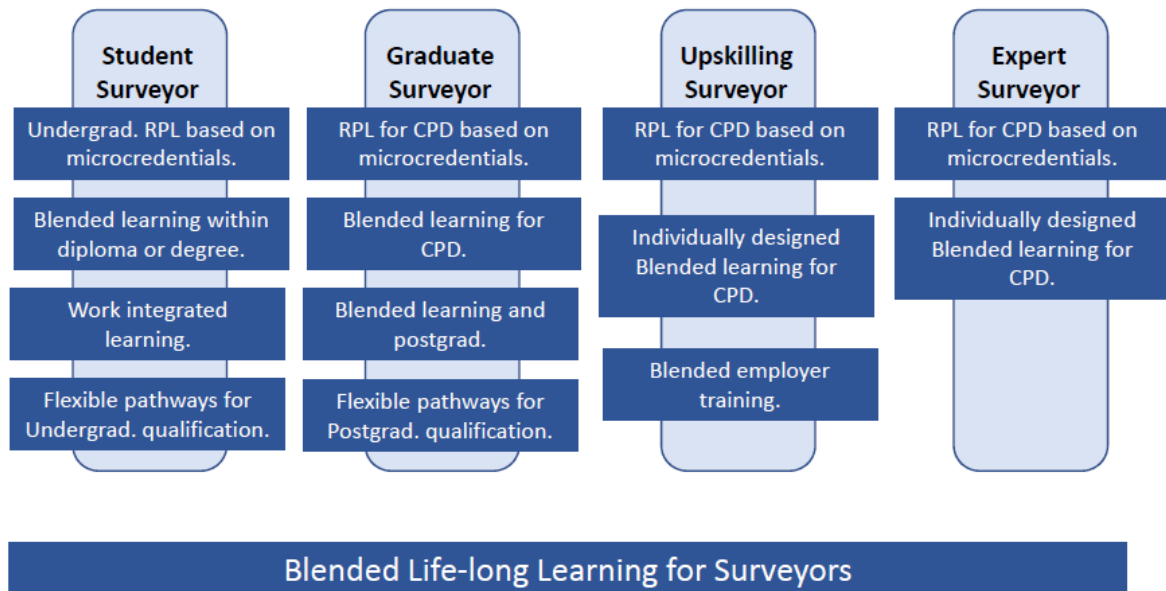 Student
Surveyor
Undergrad. RPL based on
microcredentials.
Blended learning within
diploma or degree.
Work integrated
learning.
Flexible pathways for
Undergrad. qualification.
Graduate
Surveyor
RPL for CPD based on
microcredentials.
Blended learning for
CPD.
Blended learning and
postgrad.
Flexible pathways for
Postgrad. qualification.
Upskilling
Surveyor
RPL for CPD based on
microcredentials.
Individually designed
Blended learning for
CPD.
Blended employer
training.
Expert
Surveyor
RPL for CPD based on
microcredentials.
Individually designed
Blended learning for
CPD.
Blended Life-long Learning for Surveyors